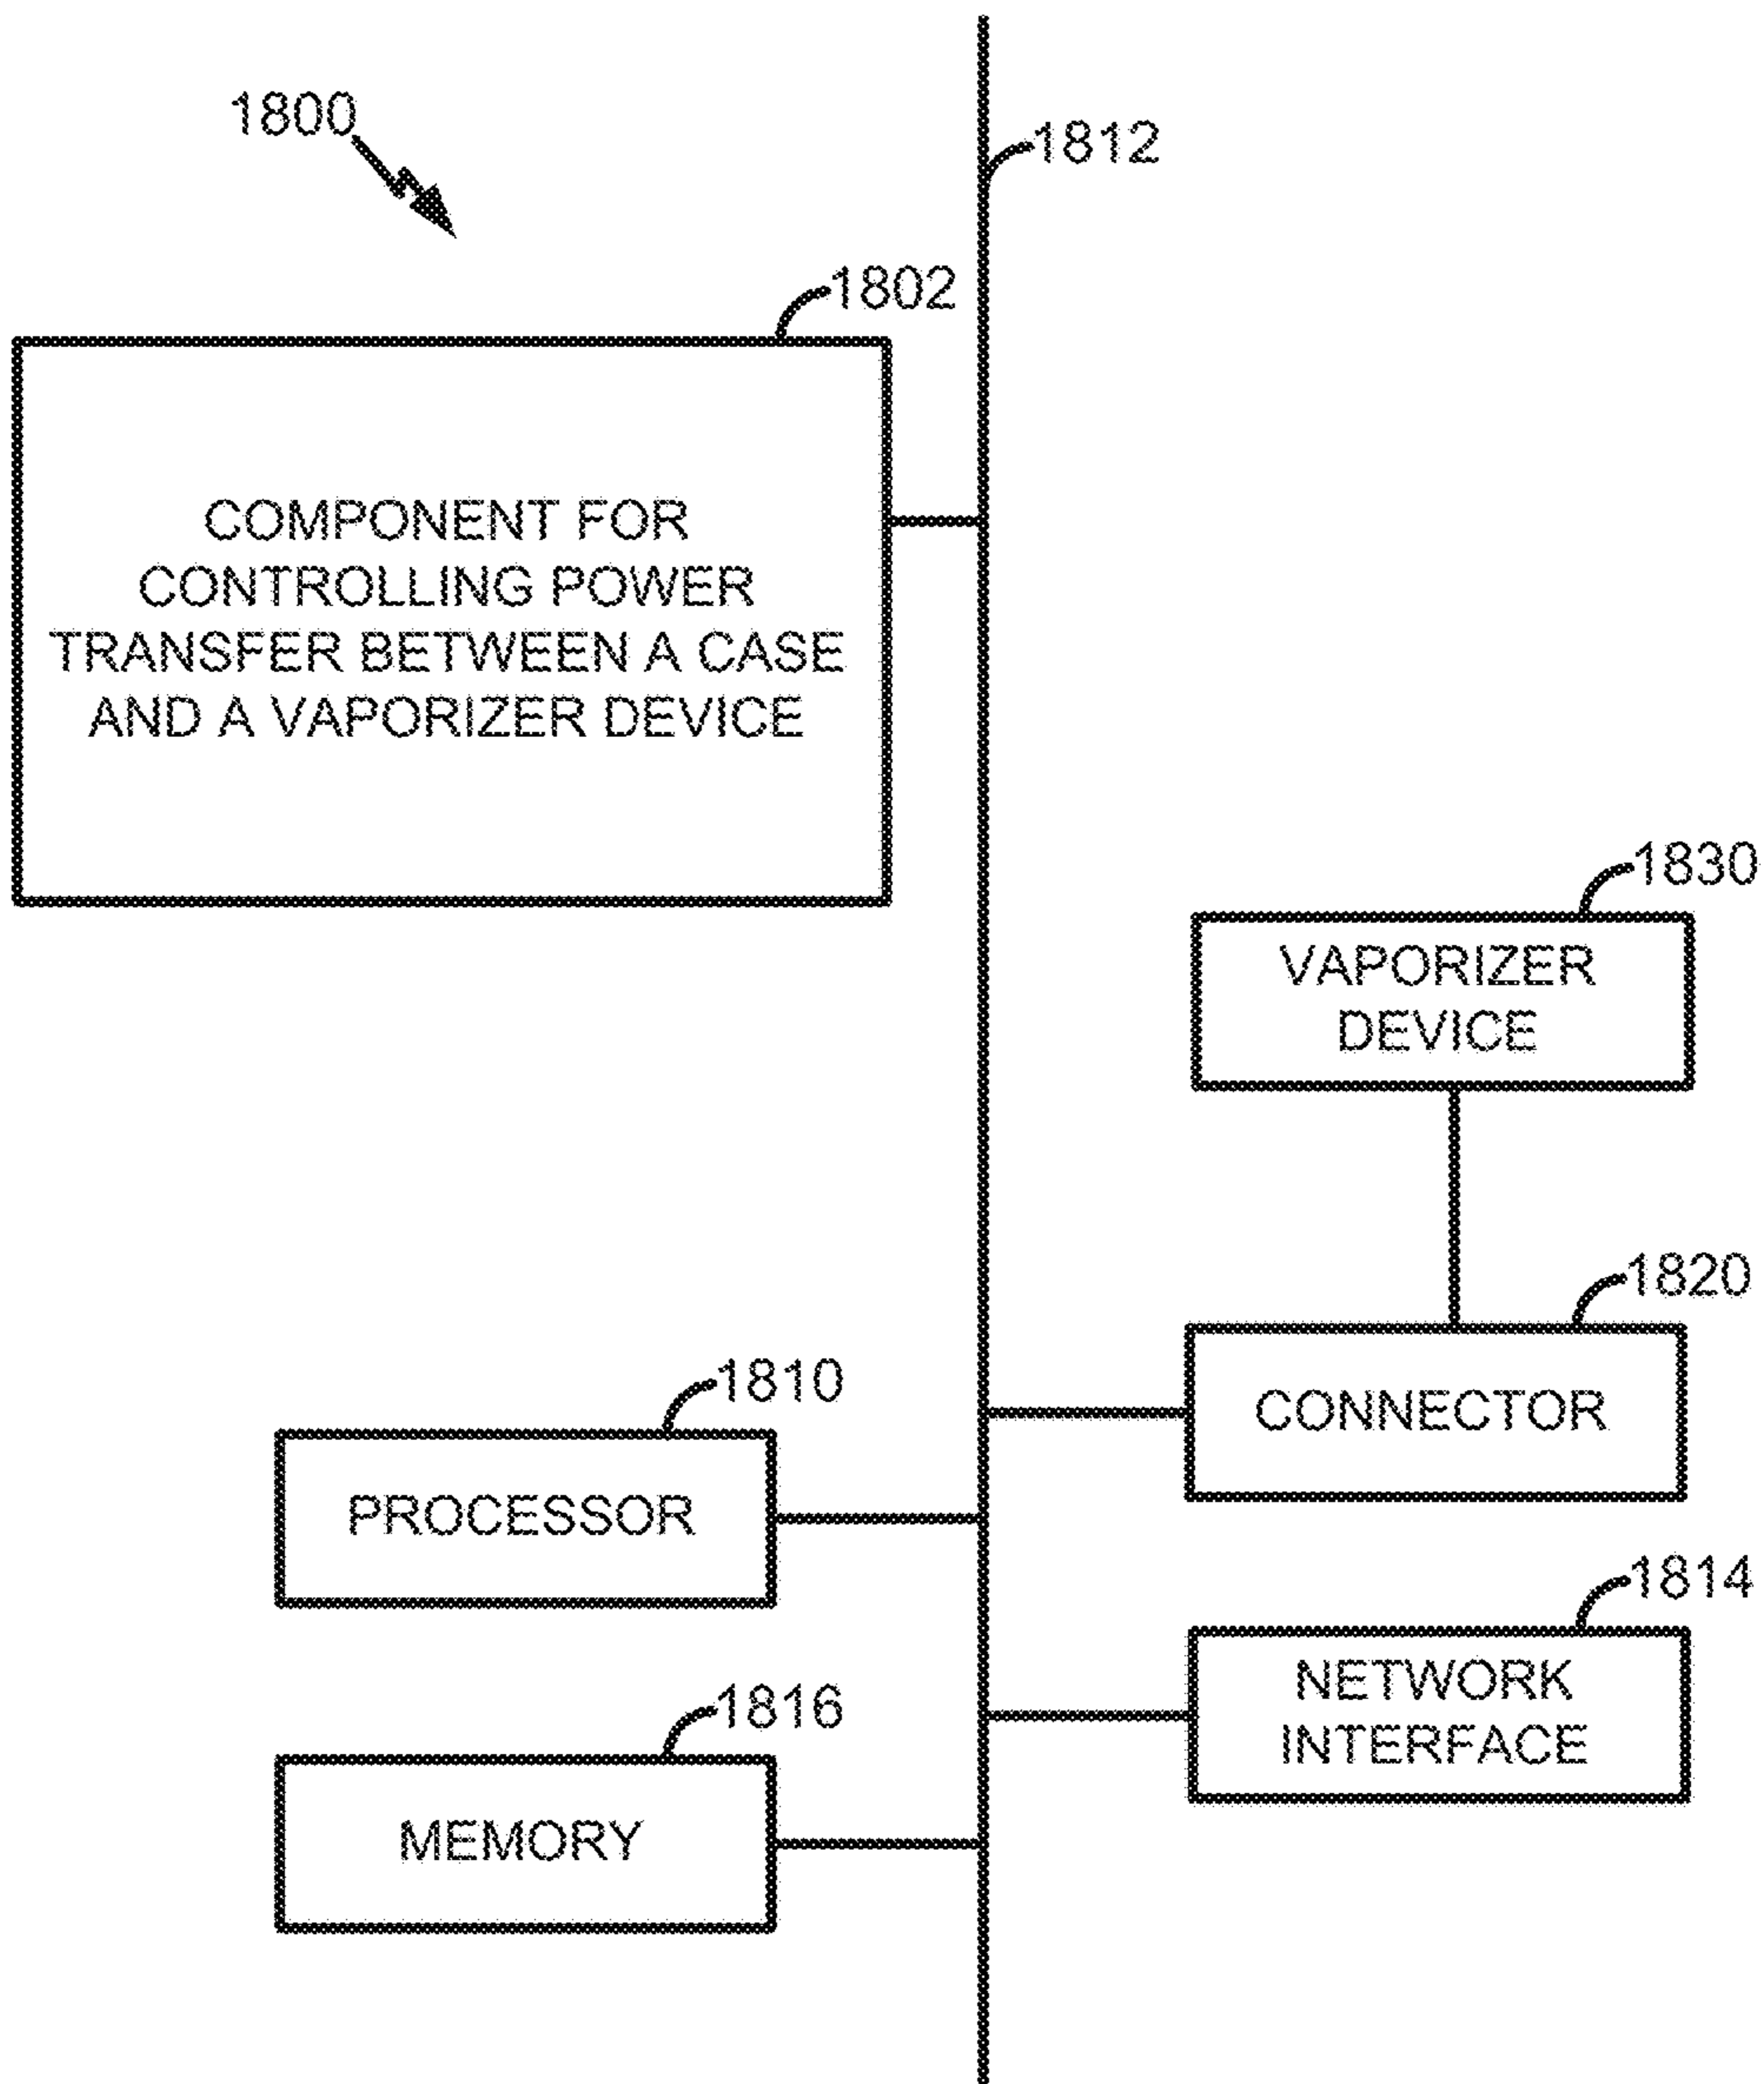 1800
1812
1802
COMPONENT FOR
CONTROLLING POWER
TRANSFER BETWEEN A CASE
AND A VAPORIZER DEVICE
1830
VAPORIZER
DEVICE
1820
CONNECTOR
1810
PROCESSOR
1814
NETWORK
INTERFACE
1816
MEMORY